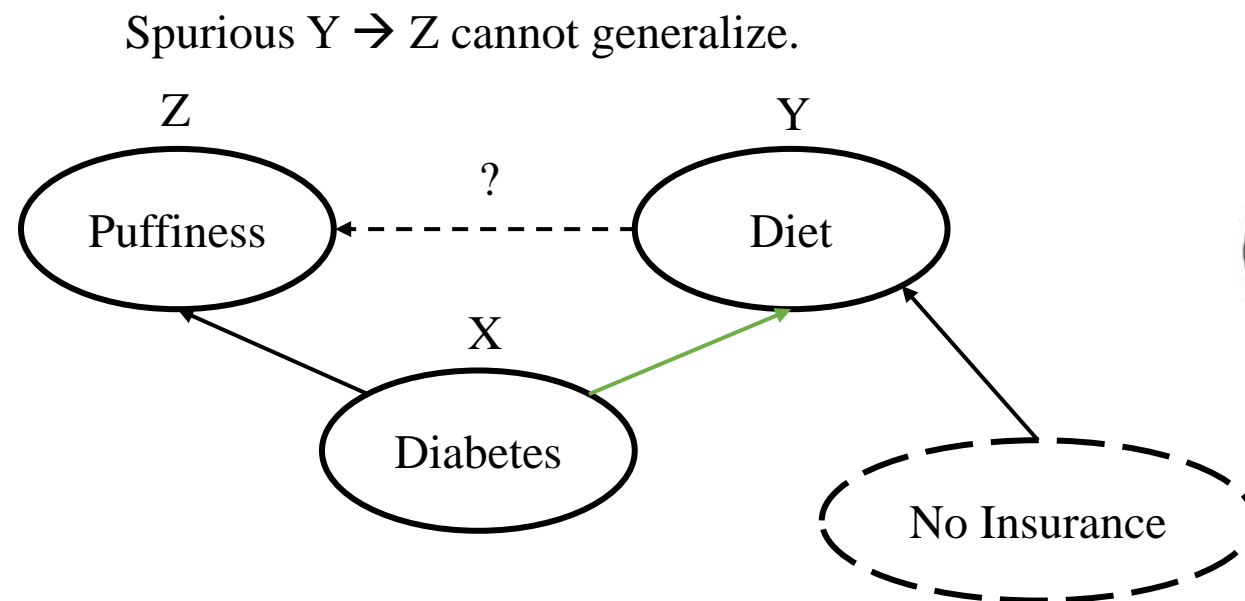 Spurious Y → Z cannot generalize.
Z
Y
?
Puffiness
Diet
X
Diabetes
No Insurance